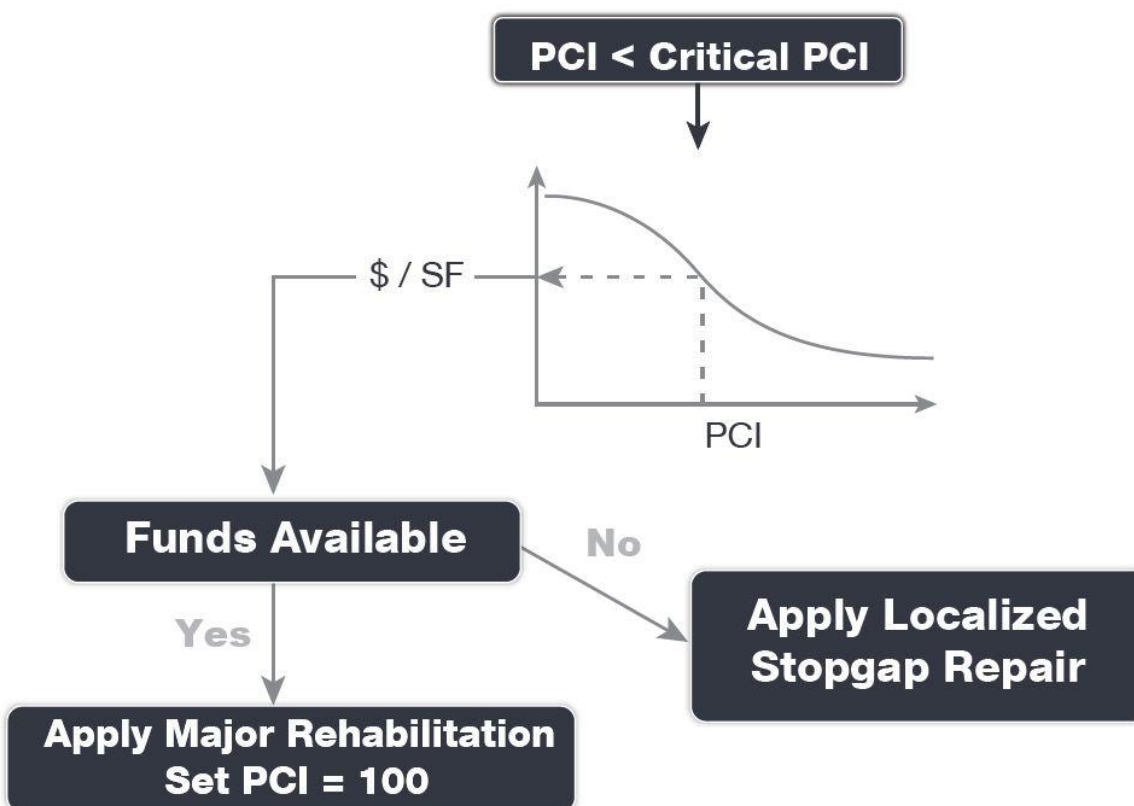 PCI < Critical PCI
$ / SF
PCI
Funds Available
No
Yes
Apply Localized
Stopgap Repair
Apply Major Rehabilitation
Set PCI = 100